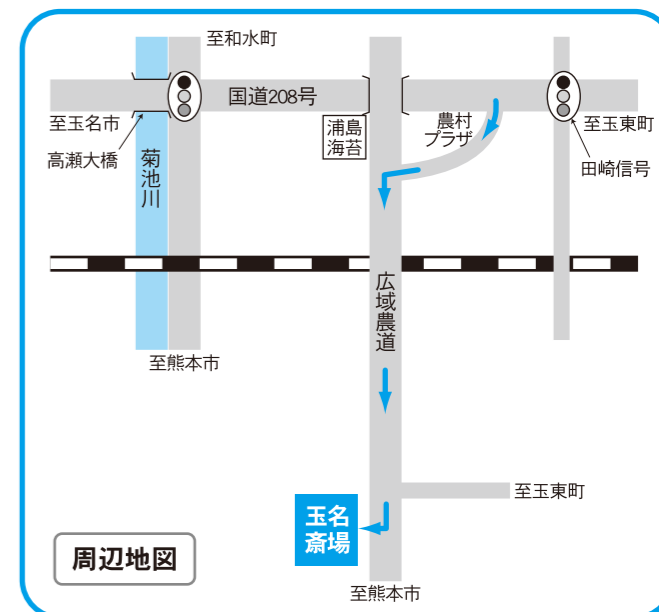 至和水町
国道208号
至玉名市
浦島
海苔
農村
プラザ
至玉東町
高瀬大橋
菊池川
田崎信号
広域農道
至熊本市
至玉東町
玉名
斎場
周辺地図
至熊本市